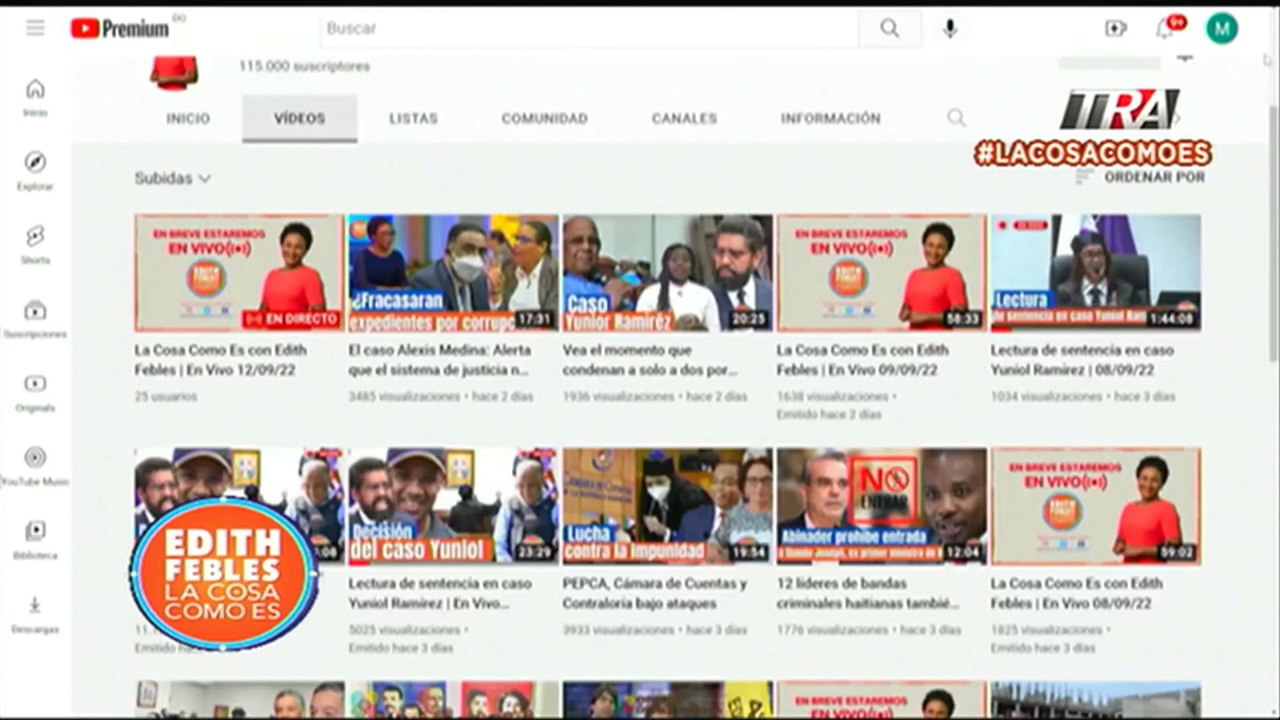 Premium
DO
Buscar
9+
M
115.000 suscriptores
INICIO
VÍDEOS
LISTAS
COMUNIDAD
CANALES
INFORMACIÓN
TRA
#LACOSACOMOES
Subidas
ORDENAR POR
Inicio
Explorar
Shorts
Suscripciones
Originals
YouTube Music
Biblioteca
Descargas
EN BREVE ESTAREMOS
EN VIVO
EN DIRECTO
La Cosa Como Es con Edith
Febles | En Vivo 12/09/22
25 usuarios
¿Fracasaran
expedientes por corrupc
17:31
El caso Alexis Medina: Alerta
que el sistema de justicia n...
3485 visualizaciones • hace 2 días
Caso
Yunior Ramírez
20:25
Vea el momento que
condenan a solo a dos por...
1936 visualizaciones • hace 2 días
EN BREVE ESTAREMOS
EN VIVO
58:33
La Cosa Como Es con Edith
Febles | En Vivo 09/09/22
1638 visualizaciones •
Emitido hace 2 días
Lectura
de sentencia en caso Yuniol Ram
1:44:08
Lectura de sentencia en caso
Yuniol Ramírez | 08/09/22
1034 visualizaciones • hace 3 días
EDITH
FEBLES
LA COSA
COMO ES
Decisión
del caso Yuniol
23:29
Lectura de sentencia en caso
Yuniol Ramírez | En Vivo...
5025 visualizaciones •
Emitido hace 3 días
Lucha
contra la impunidad
19:54
PEPCA, Cámara de Cuentas y
Contraloría bajo ataques
3933 visualizaciones • hace 3 días
NO
ENTRAR
Abinader prohíbe entrada
12:04
12 líderes de bandas
criminales haitianas tambié...
1776 visualizaciones • hace 3 días
EN BREVE ESTAREMOS
EN VIVO
59:02
La Cosa Como Es con Edith
Febles | En Vivo 08/09/22
1825 visualizaciones •
Emitido hace 3 días
EN BREVE ESTAREMOS